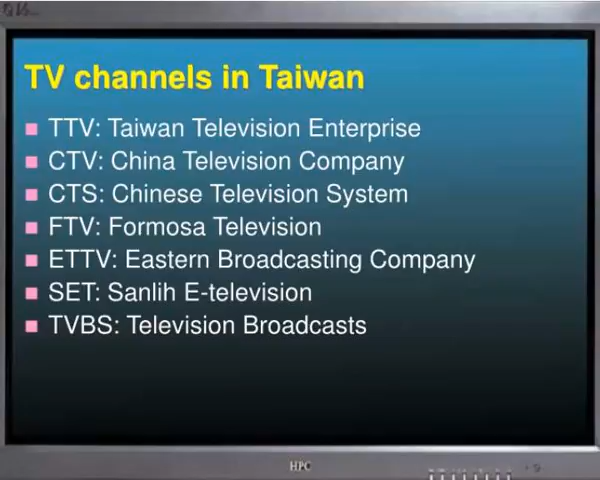 TV channels in Taiwan
TTV: Taiwan Television Enterprise
CTV: China Television Company
CTS: Chinese Television System
FTV: Formosa Television
ETTV: Eastern Broadcasting Company
SET: Sanlih E-television
TVBS: Television Broadcasts
HPC